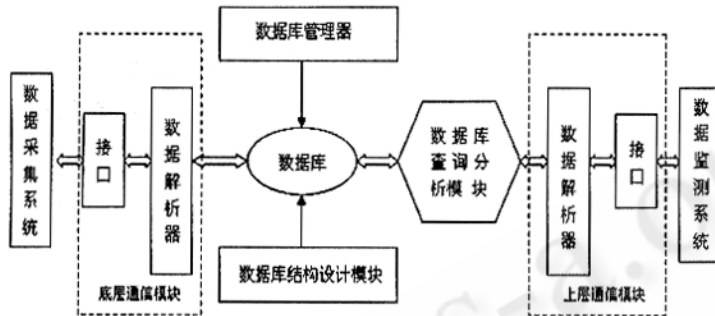 数据库管理器
数据采集系统
接口
数据解析器
数据库
数据库
查询分
析模块
数据解析器
接口
数据监测系统
数据库结构设计模块
底层通信模块
上层通信模块